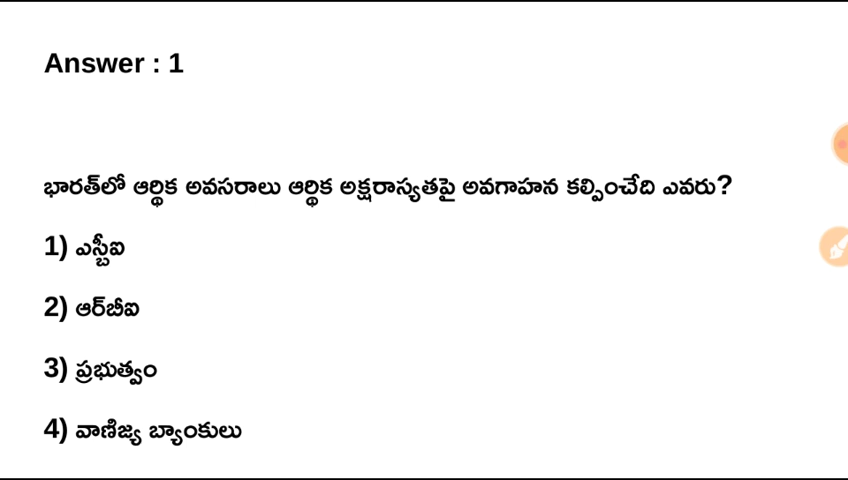 Answer : 1
భారత్‌లో ఆర్థిక అవసరాలు ఆర్థిక అక్షరాస్యతపై అవగాహన కల్పించేది ఎవరు?
1) ఎస్బీఐ
2) ఆర్‌బీఐ
3) ప్రభుత్వం
4) వాణిజ్య బ్యాంకులు